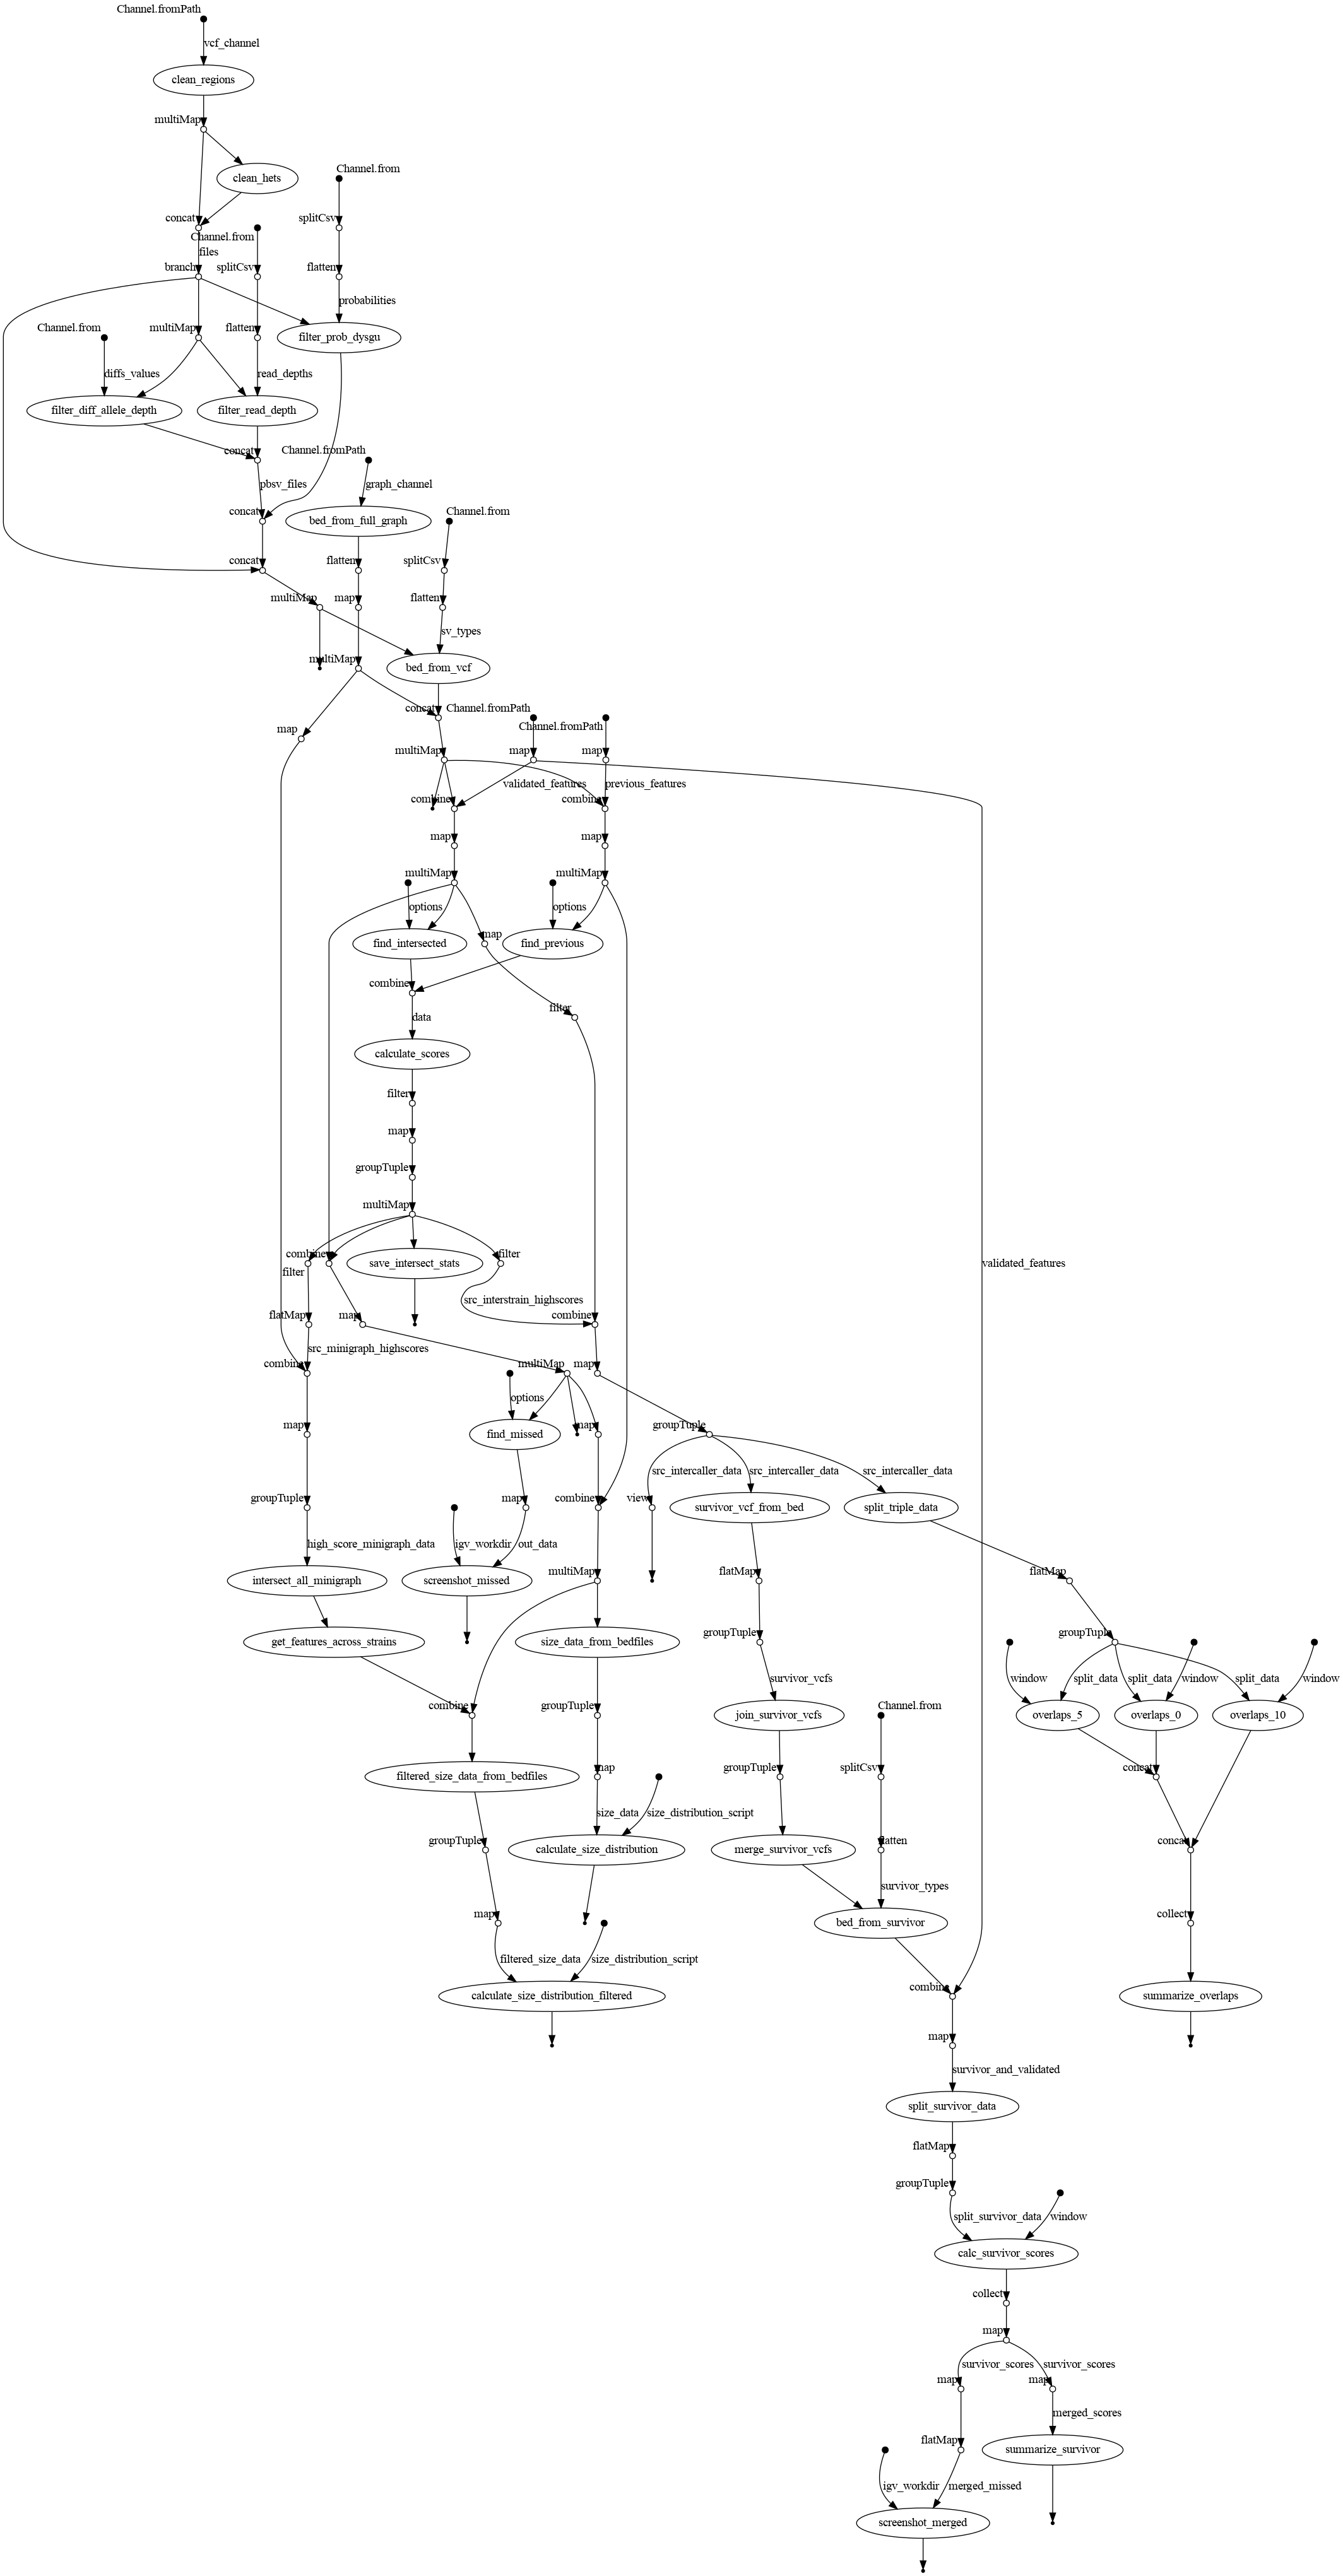 Channel.fromPath
vcf_channel
clean_regions
multiMap
clean_hets
Channel.from
concat
splitCsv
Channel.from
files
branch
splitCsv
flatten
probabilities
Channel.from
multiMap
flatten
filter_prob_dysgu
diffs_values
read_depths
filter_diff_allele_depth
filter_read_depth
concat
Channel.fromPath
pbsv_files
graph_channel
concat
bed_from_full_graph
Channel.from
concat
flatten
splitCsv
multiMap
map
flatten
sv_types
multiMap
bed_from_vcf
concat
Channel.fromPath
Channel.fromPath
map
multiMap
map
map
validated_features
previous_features
combine
combine
map
map
multiMap
multiMap
options
options
find_intersected
map
find_previous
combine
filter
data
calculate_scores
filter
map
groupTuple
multiMap
combine
filter
save_intersect_stats
filter
validated_features
src_interstrain_highscores
flatMap
map
combine
src_minigraph_highscores
combine
multiMap
map
options
map
find_missed
map
groupTuple
src_intercaller_data
src_intercaller_data
src_intercaller_data
groupTuple
map
combine
view
survivor_vcf_from_bed
split_triple_data
high_score_minigraph_data
igv_workdir
out_data
multiMap
flatMap
flatMap
intersect_all_minigraph
screenshot_missed
groupTuple
groupTuple
get_features_across_strains
size_data_from_bedfiles
survivor_vcfs
window
split_data
split_data
window
split_data
window
combine
groupTuple
join_survivor_vcfs
Channel.from
overlaps_5
overlaps_0
overlaps_10
filtered_size_data_from_bedfiles
map
groupTuple
splitCsv
concat
size_data
size_distribution_script
groupTuple
calculate_size_distribution
merge_survivor_vcfs
flatten
concat
survivor_types
map
bed_from_survivor
collect
filtered_size_data
size_distribution_script
calculate_size_distribution_filtered
combine
summarize_overlaps
map
survivor_and_validated
split_survivor_data
flatMap
groupTuple
split_survivor_data
window
calc_survivor_scores
collect
map
survivor_scores
survivor_scores
map
map
merged_scores
flatMap
summarize_survivor
igv_workdir
merged_missed
screenshot_merged